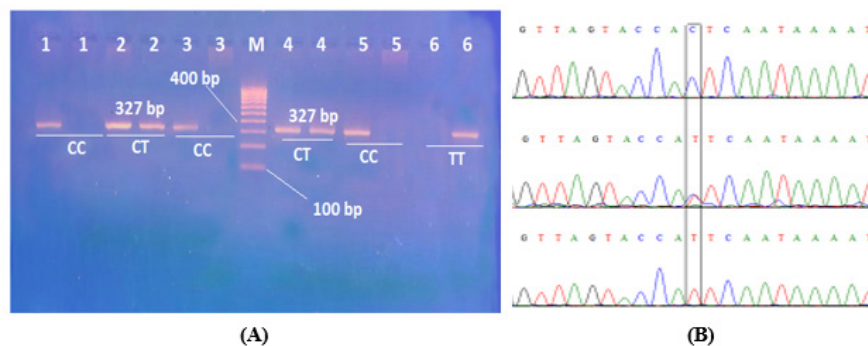 1 1 2 2 3 3 M 4 4 5 5 6 6
400 bp
327 bp
327 bp
CC
CT
CC
CT
CC
TT
100 bp
(A)
G T T A G T A C C A C T C A A T A A A A T
G T T A G T A C C A T T C A A T A A A A T
G T T A G T A C C A T T C A A T A A A A T
(B)